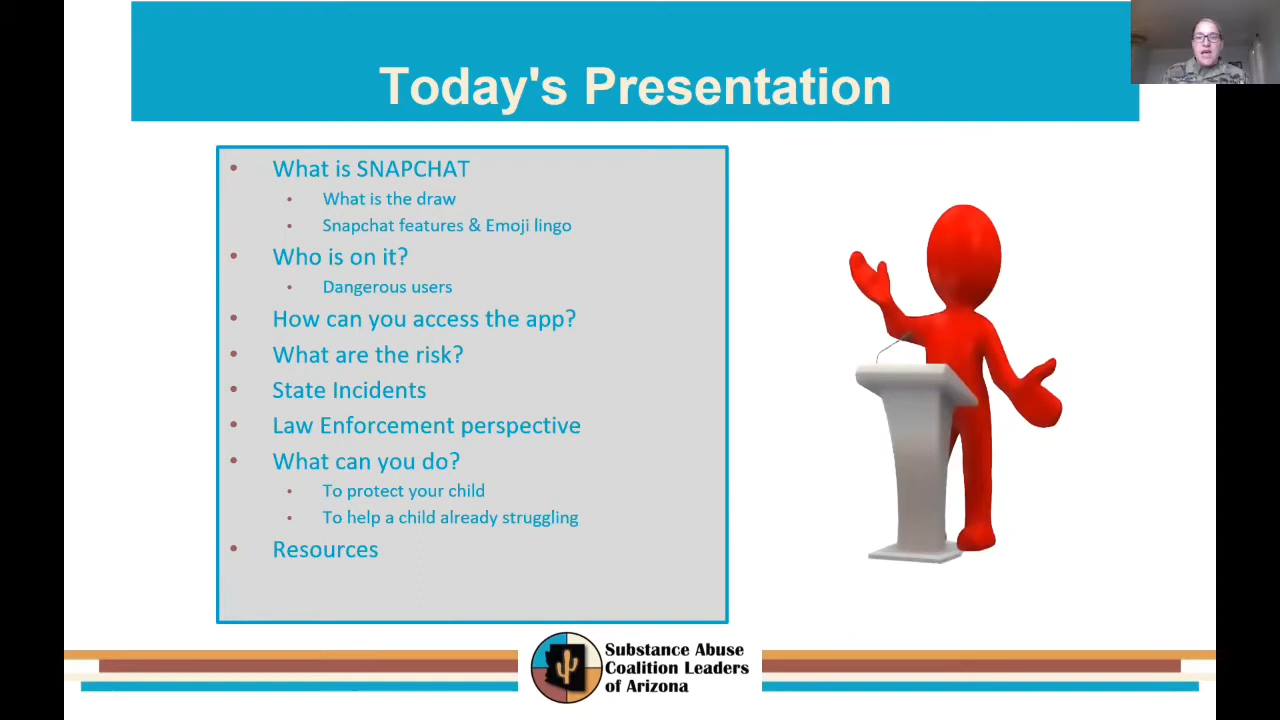 Today's Presentation
What is SNAPCHAT
What is the draw
Snapchat features & Emoji lingo
Who is on it?
Dangerous users
How can you access the app?
What are the risk?
State Incidents
Law Enforcement perspective
What can you do?
To protect your child
To help a child already struggling
Resources
Substance Abuse
Coalition Leaders
of Arizona